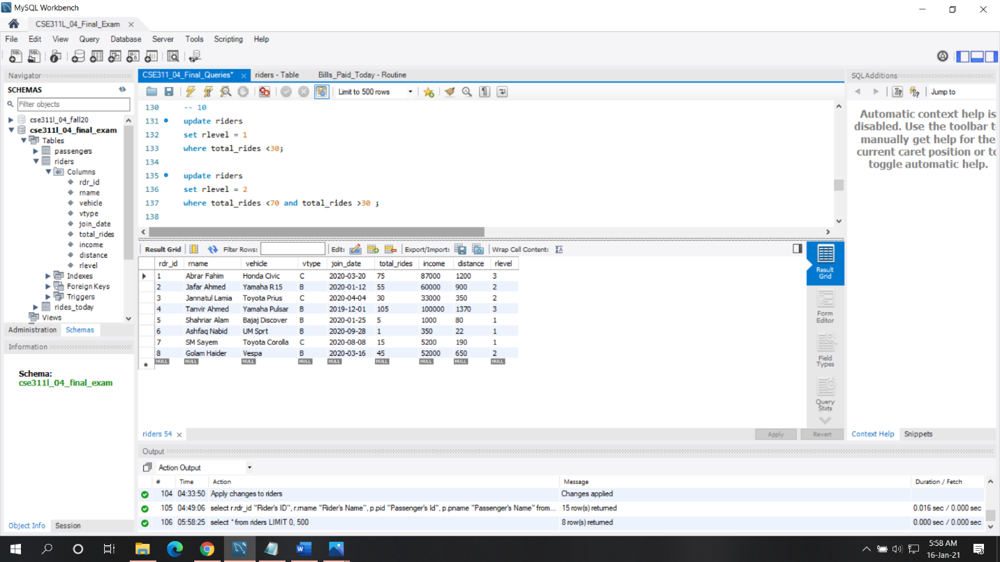 MySQL Workbench
CSE311L_04_Final_Exam
File Edit View Query Database Server Tools Scripting Help
Navigator
SCHEMAS
Filter objects
cse311l_04_fall20
cse311l_04_final_exam
Tables
passengers
riders
Columns
rdr_id
rname
vehicle
vtype
join_date
total_rides
income
distance
rlevel
Indexes
Foreign Keys
Triggers
rides_today
Views
Administration Schemas
Information
Schema:
cse311l_04_final_exam
Object Info Session
CSE311_04_Final_Queries* riders - Table Bills_Paid_Today - Routine
Limit to 500 rows
130 -- 10
131 update riders
132 set rlevel = 1
133 where total_rides <30;
134
135 update riders
136 set rlevel = 2
137 where total_rides <70 and total_rides >30 ;
138
Result Grid Filter Rows: Edit: Export/Import: Wrap Cell Content:
rdr_id rname vehicle vtype join_date total_rides income distance rlevel
1 Abrar Fahim Honda Civic C 2020-03-20 75 87000 1200 3
2 Jafar Ahmed Yamaha R15 B 2020-01-12 55 60000 900 2
3 Jannatul Lamia Toyota Prius C 2020-04-04 30 33000 350 2
4 Tanvir Ahmed Yamaha Pulsar B 2019-12-01 105 100000 1370 3
5 Shahriar Alam Bajaj Discover B 2020-01-25 5 1000 80 1
6 Ashfaq Nabid UM Sprt B 2020-09-28 1 350 22 1
7 SM Sayem Toyota Corolla C 2020-08-08 15 5200 190 1
8 Golam Haider Vespa B 2020-03-16 45 52000 650 2
NULL NULL NULL NULL NULL NULL NULL NULL NULL
Result
Grid
Form
Editor
Field
Types
Query
Stats
riders 54
Apply Revert
SQLAdditions
Jump to
Automatic context help is
disabled. Use the toolbar t
manually get help for the
current caret position or to
toggle automatic help.
Context Help Snippets
Output
Action Output
# Time Action Message Duration / Fetch
104 04:33:50 Apply changes to riders Changes applied
105 04:49:06 select r.rdr_id "Rider's ID", r.rname "Rider's Name", p.pid "Passenger's Id", p.pname "Passenger's Name" from... 15 row(s) returned 0.016 sec / 0.000 sec
106 05:58:25 select * from riders LIMIT 0, 500 8 row(s) returned 0.000 sec / 0.000 sec
5:58 AM
16-Jan-21